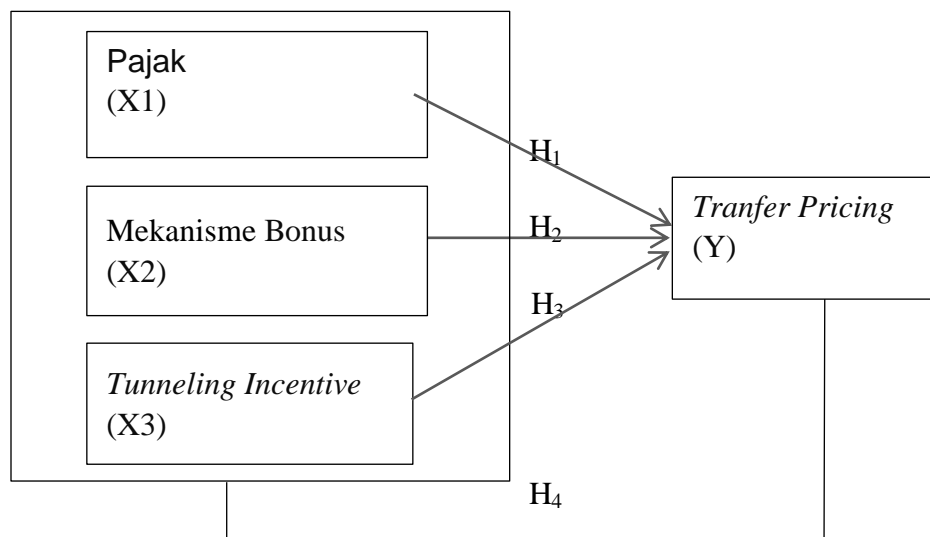 Pajak
(X1)
H1
Mekanisme Bonus
(X2)
H2
Tranfer Pricing
(Y)
H3
Tunneling Incentive
(X3)
H4